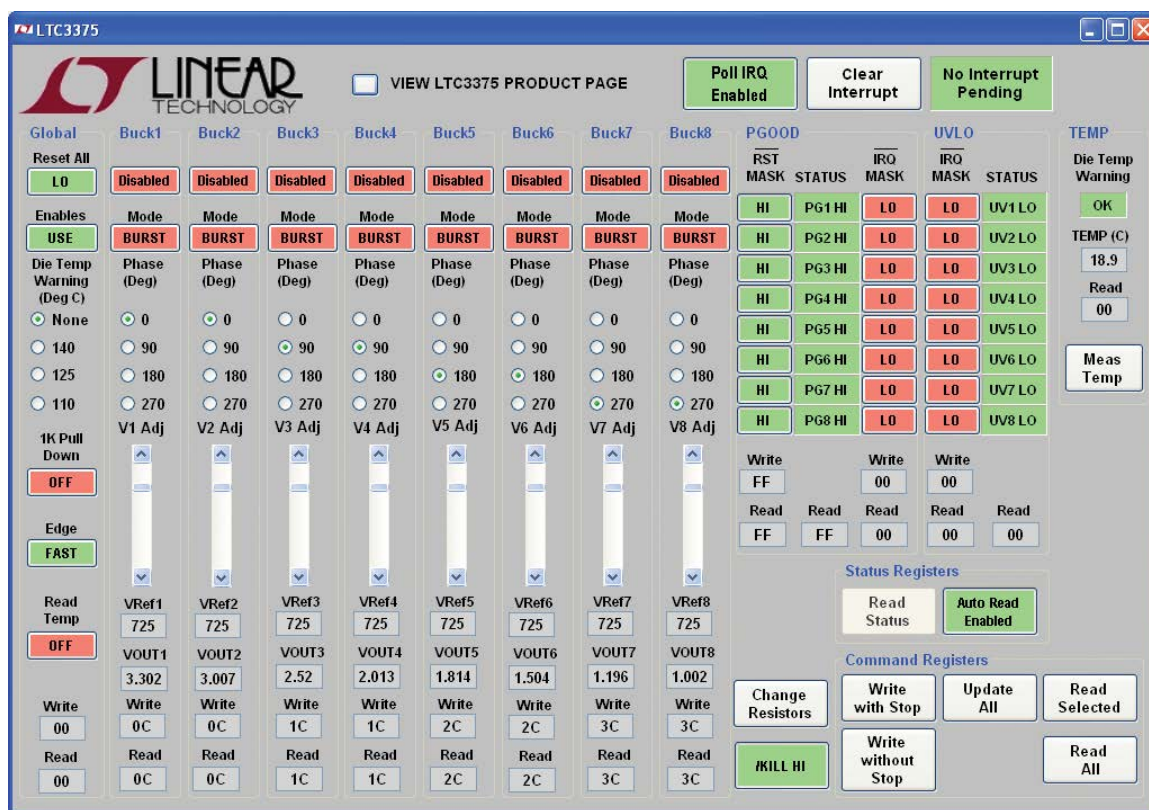 LTC3375
LINEAR
TECHNOLOGY
VIEW LTC3375 PRODUCT PAGE
Poll IRQ
Enabled
Clear
Interrupt
No Interrupt
Pending
Global Buck1 Buck2 Buck3 Buck4 Buck5 Buck6 Buck7 Buck8 PGOOD UVLO TEMP
Reset All
LO
Disabled Disabled Disabled Disabled Disabled Disabled Disabled Disabled
RST IRQ IRQ
MASK STATUS MASK MASK STATUS
Die Temp
Warning
OK
Enables
USE
Mode Mode Mode Mode Mode Mode Mode Mode
BURST BURST BURST BURST BURST BURST BURST BURST
HI PG1 HI LO LO UV1 LO
HI PG2 HI LO LO UV2 LO
HI PG3 HI LO LO UV3 LO
HI PG4 HI LO LO UV4 LO
HI PG5 HI LO LO UV5 LO
HI PG6 HI LO LO UV6 LO
HI PG7 HI LO LO UV7 LO
HI PG8 HI LO LO UV8 LO
TEMP (C)
18.9
Read
00
Meas
Temp
Die Temp
Warning
(Deg C)
Phase Phase Phase Phase Phase Phase Phase Phase
(Deg) (Deg) (Deg) (Deg) (Deg) (Deg) (Deg) (Deg)
None 0 0 0 0 0 0 0 0
140 90 90 90 90 90 90 90 90
125 180 180 180 180 180 180 180 180
110 270 270 270 270 270 270 270 270
V1 Adj V2 Adj V3 Adj V4 Adj V5 Adj V6 Adj V7 Adj V8 Adj
1K Pull
Down
OFF
Edge
FAST
Write Write Write
FF 00 00
Read Read Read Read Read
FF FF 00 00 00
Status Registers
Read
Status
Auto Read
Enabled
Read
Temp
OFF
VRef1 VRef2 VRef3 VRef4 VRef5 VRef6 VRef7 VRef8
725 725 725 725 725 725 725 725
VOUT1 VOUT2 VOUT3 VOUT4 VOUT5 VOUT6 VOUT7 VOUT8
3.302 3.007 2.52 2.013 1.814 1.504 1.196 1.002
Write Write Write Write Write Write Write Write Write
00 0C 0C 1C 1C 2C 2C 3C 3C
Read Read Read Read Read Read Read Read Read
00 0C 0C 1C 1C 2C 2C 3C 3C
Command Registers
Change
Resistors
Write
with Stop
Update
All
Read
Selected
/KILL HI
Write
without
Stop
Read
All